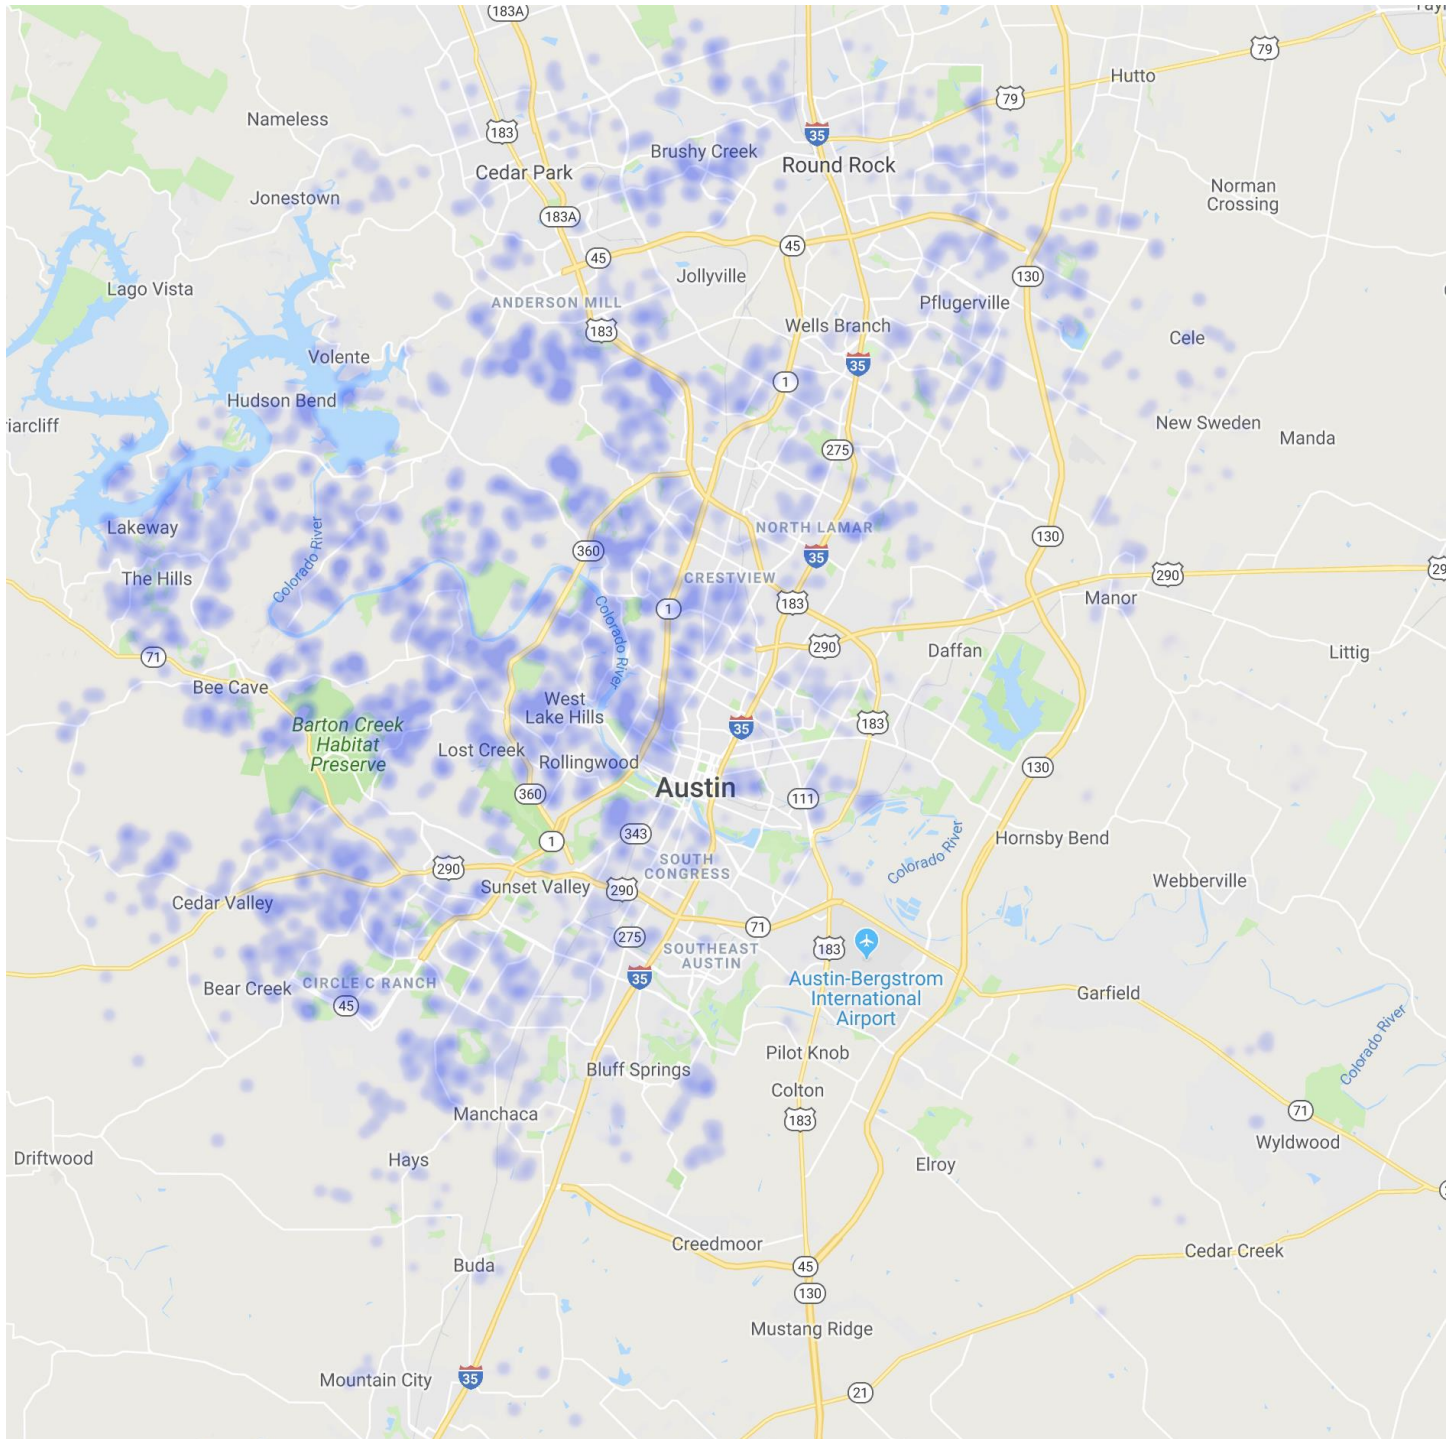 183A
Tayl
79
Hutto
79
Nameless
183
35
Brushy Creek
Round Rock
Cedar Park
Norman
Crossing
Jonestown
183A
45
45
Jollyville
130
Lago Vista
ANDERSON MILL
Pflugerville
183
Wells Branch
Cele
Volente
35
1
Hudson Bend
New Sweden
riarcliff
Manda
275
Lakeway
NORTH LAMAR
130
Colorado River
360
35
The Hills
CRESTVIEW
290
29
Manor
183
1
Colorado River
290
Daffan
Littig
71
Bee Cave
West
Lake Hills
183
35
Barton Creek
Habitat
Preserve
Lost Creek
Rollingwood
130
Austin
360
111
343
1
Hornsby Bend
Colorado River
SOUTH
CONGRESS
290
Sunset Valley
290
Webberville
Cedar Valley
71
275
SOUTHEAST
AUSTIN
183
35
Austin-Bergstrom
International
Airport
Bear Creek
CIRCLE C RANCH
45
Garfield
Colorado River
Pilot Knob
Bluff Springs
Colton
Manchaca
183
71
Wyldwood
Driftwood
Hays
Elroy
Creedmoor
Cedar Creek
Buda
45
130
Mustang Ridge
Mountain City
35
21